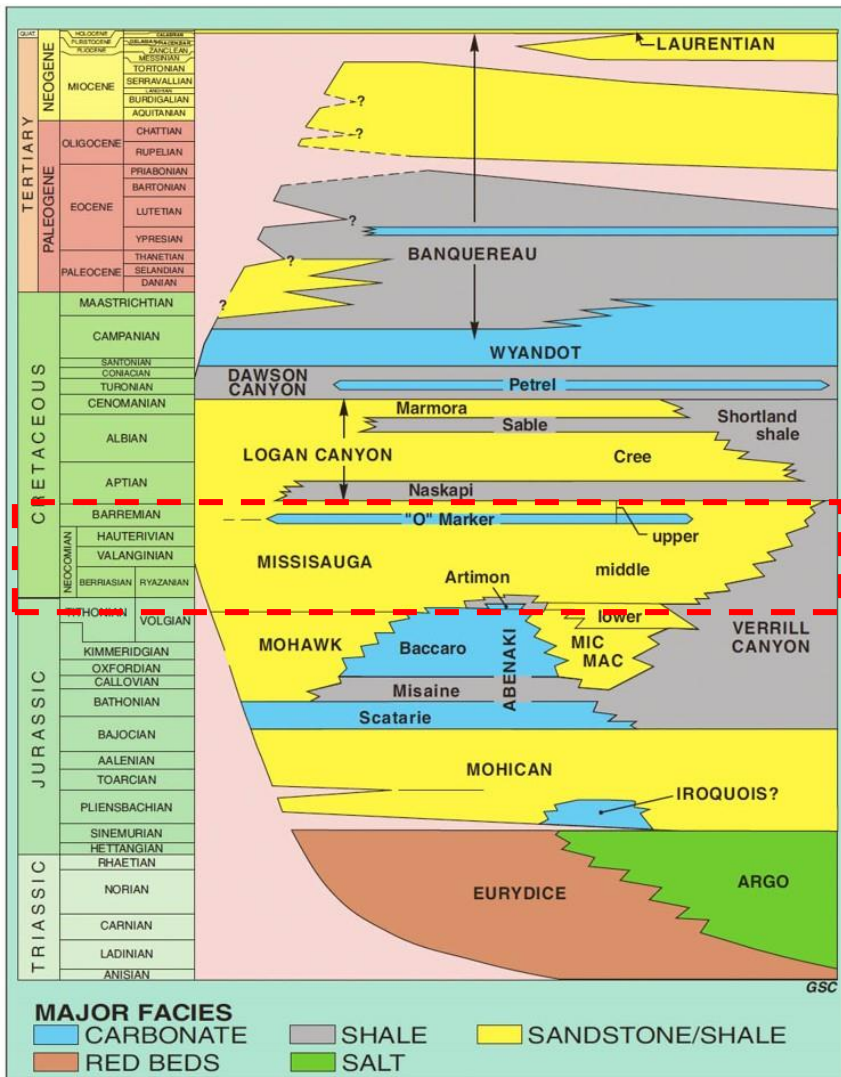 QUAT.
HOLOCENE
PLEISTOCENE
PLIOCENE
CALABRIAN
GELASIAN
PIACENZIAN
ZANCLEAN
MESSINIAN
TERTIARY
NEOGENE
MIOCENE
TORTONIAN
SERRAVALLIAN
LANGHIAN
BURDIGALIAN
AQUITANIAN
PALEOGENE
OLIGOCENE
CHATTIAN
RUPELIAN
EOCENE
PRIABONIAN
BARTONIAN
LUTETIAN
YPRESIAN
PALEOCENE
THANETIAN
SELANDIAN
DANIAN
CRETACEOUS
MAASTRICHTIAN
CAMPANIAN
SANTONIAN
CONIACIAN
TURONIAN
CENOMANIAN
ALBIAN
APTIAN
BARREMIAN
NEOCOMIAN
HAUTERIVIAN
VALANGINIAN
BERRIASIAN
RYAZANIAN
JURASSIC
TITHONIAN
VOLGIAN
KIMMERIDGIAN
OXFORDIAN
CALLOVIAN
BATHONIAN
BAJOCIAN
AALENIAN
TOARCIAN
PLIENSBACHIAN
SINEMURIAN
HETTANGIAN
TRIASSIC
RHAETIAN
NORIAN
CARNIAN
LADINIAN
ANISIAN
LAURENTIAN
?
?
?
?
?
BANQUEREAU
WYANDOT
DAWSON
CANYON
Petrel
Marmora
Sable
Shortland
shale
LOGAN CANYON
Cree
Naskapi
"O" Marker
upper
MISSISAUGA
middle
Artimon
lower
MOHAWK
Baccaro
ABENAKI
MIC
MAC
VERRILL
CANYON
Misaine
Scatarie
MOHICAN
IROQUOIS?
EURYDICE
ARGO
GSC
MAJOR FACIES
CARBONATE
SHALE
SANDSTONE/SHALE
RED BEDS
SALT